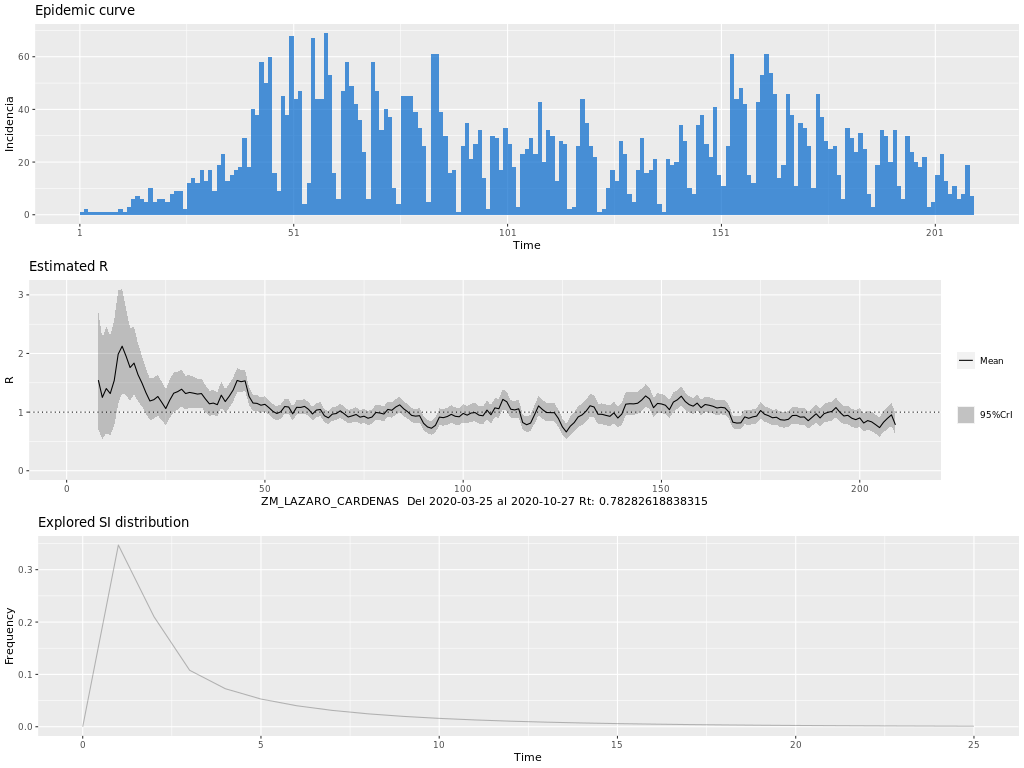 Epidemic curve
60
40
20
0
Incidencia
1
51
101
151
201
Time
Estimated R
3
2
1
0
R
Mean
95%CrI
0
50
100
150
200
ZM_LAZARO_CARDENAS Del 2020-03-25 al 2020-10-27 Rt: 0.78282618838315
Explored SI distribution
0.3
0.2
0.1
0.0
Frequency
0
5
10
15
20
25
Time